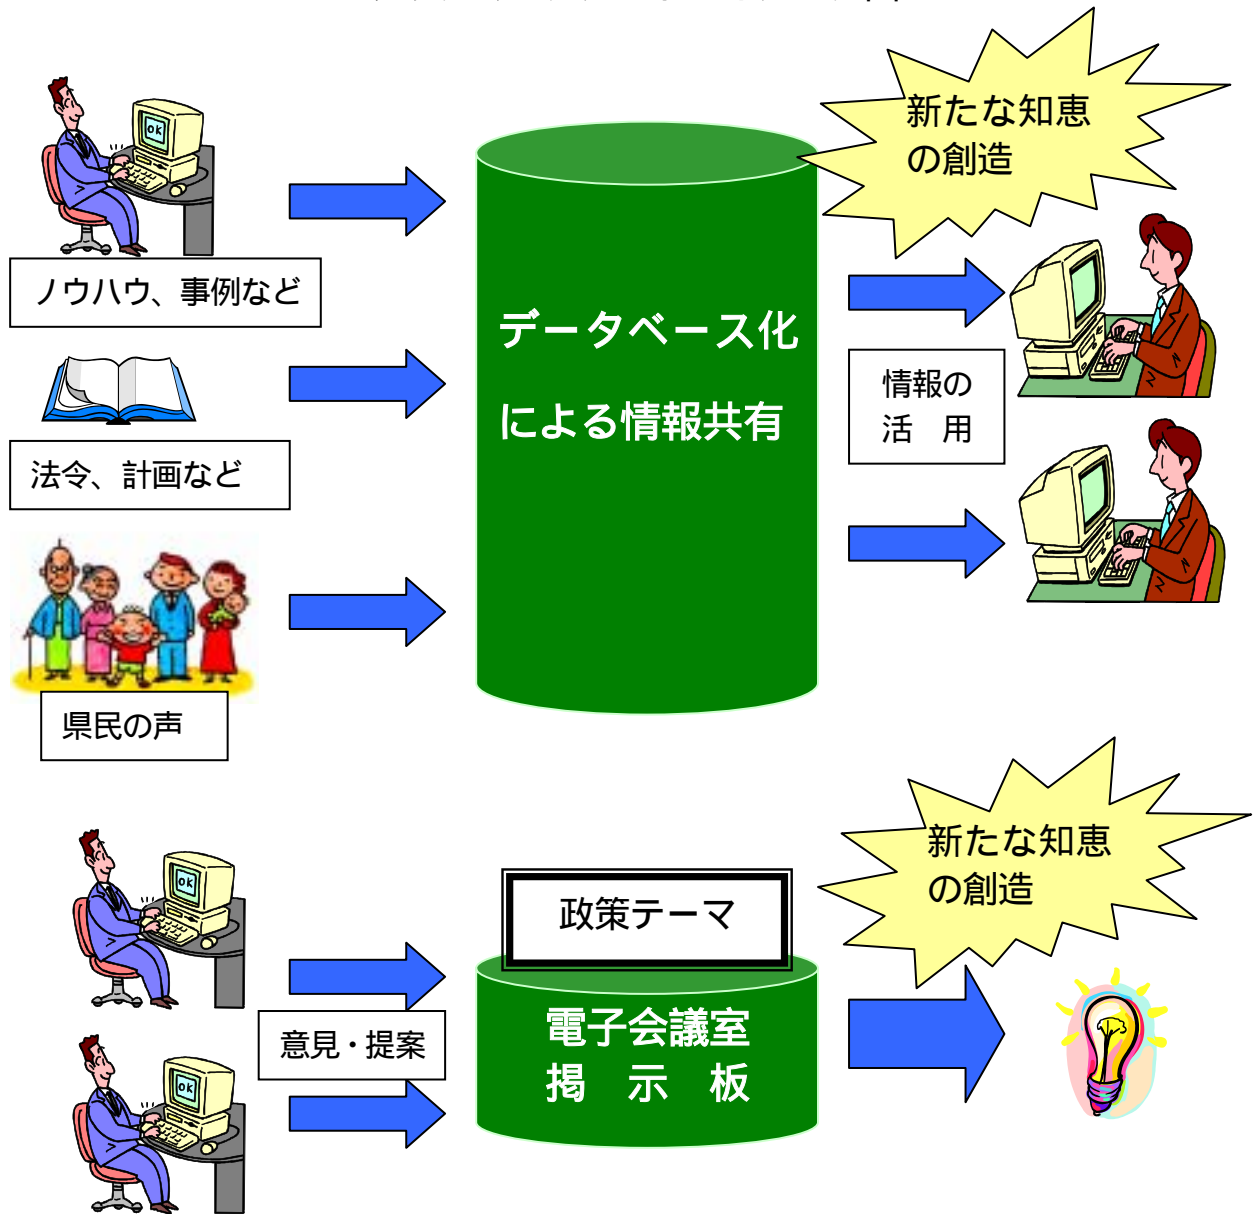 新たな知恵
の創造
ok
ノウハウ、事例など
データベース化
による情報共有
情報の
活　用
法令、計画など
県民の声
新たな知恵
の創造
ok
政策テーマ
電子会議室
掲　示　板
意見・提案
ok